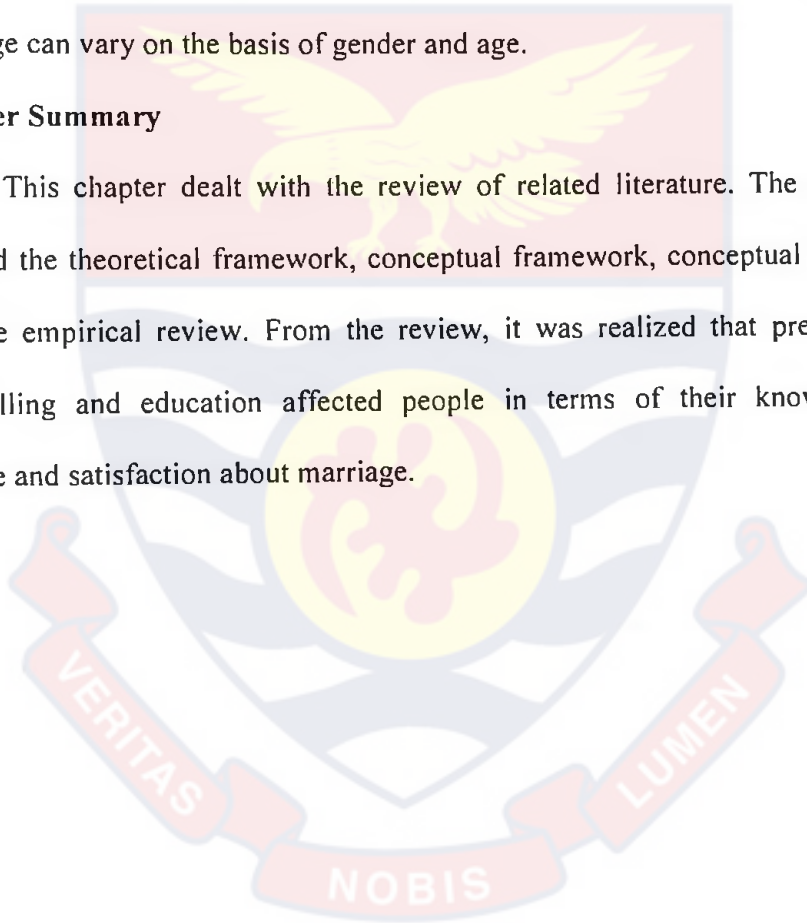 ge can vary on the basis of gender and age.
er Summary
This chapter dealt with the review of related literature. The
d the theoretical framework, conceptual framework, conceptual
e empirical review. From the review, it was realized that pre
lling and education affected people in terms of their know
e and satisfaction about marriage.
VERITAS
NOBIS
LUMEN